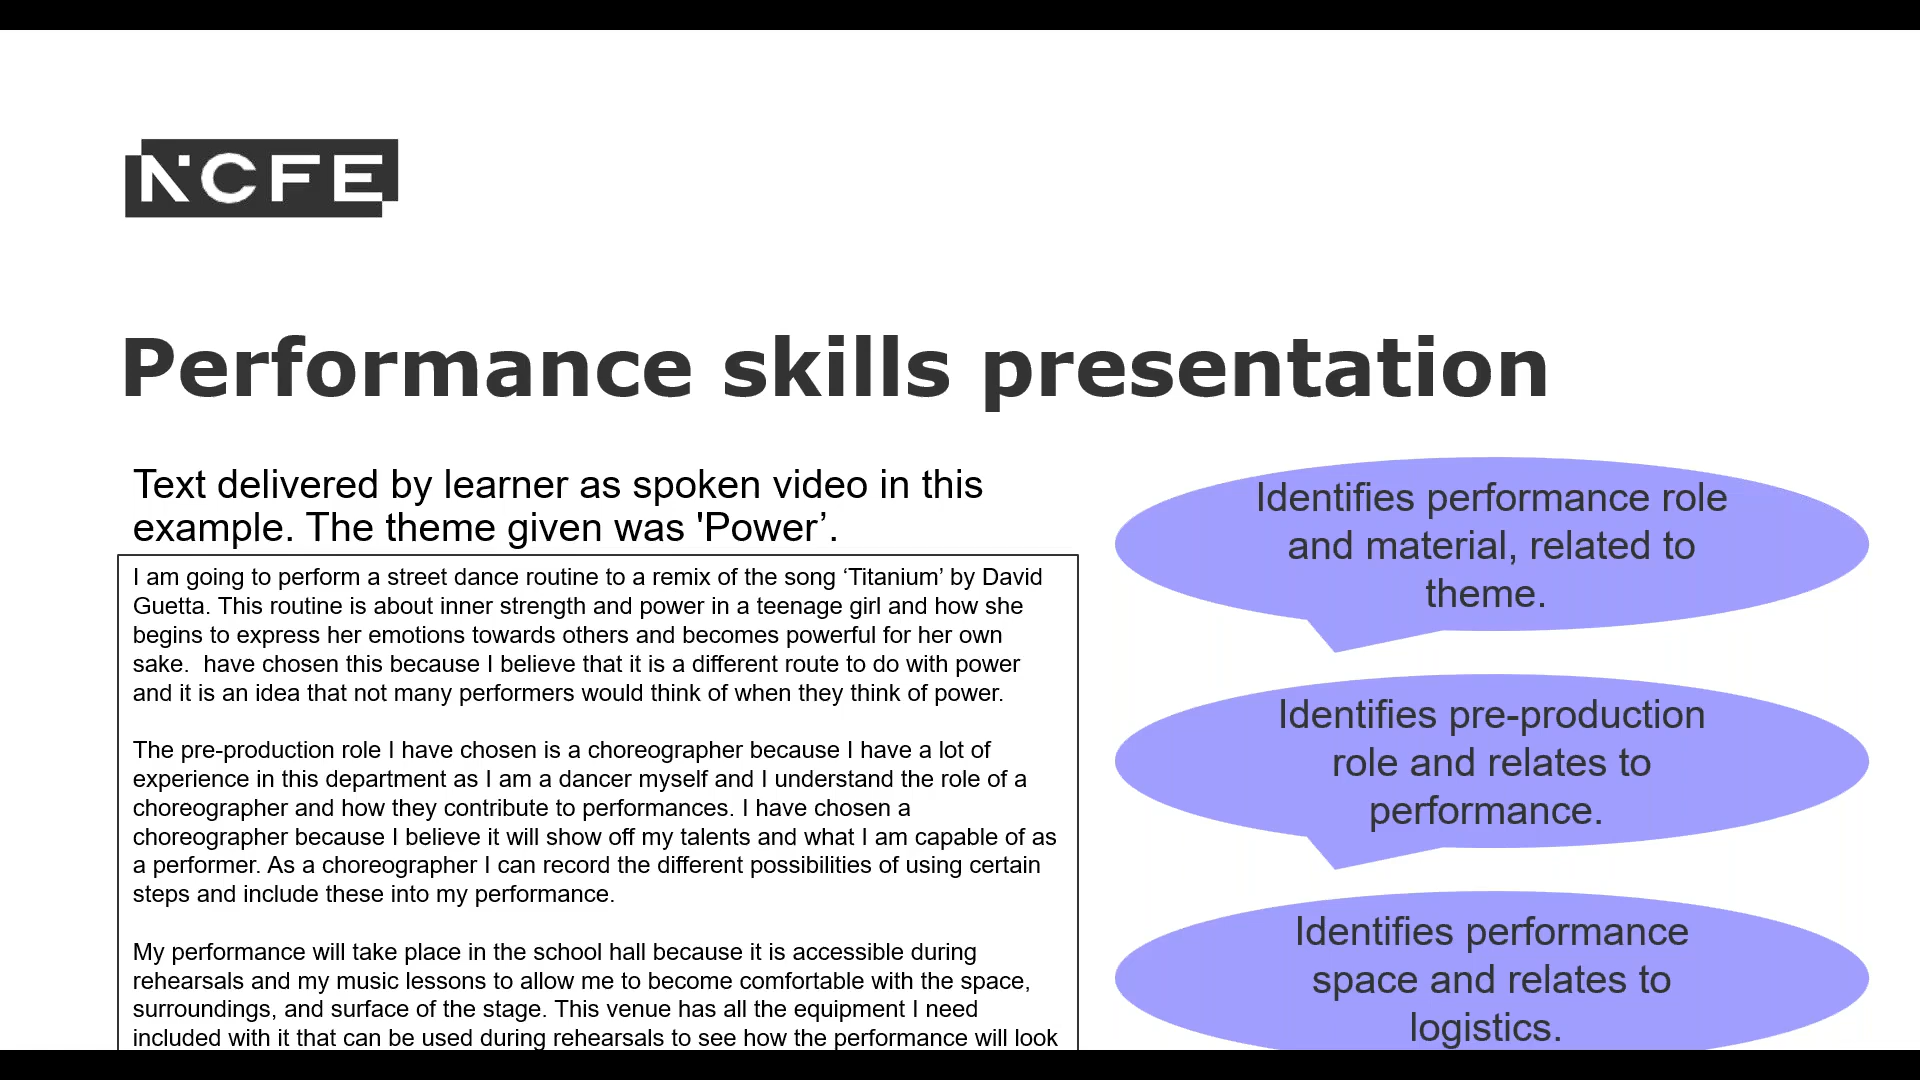 NCFE
Performance skills presentation
Text delivered by learner as spoken video in this
example. The theme given was 'Power’.
I am going to perform a street dance routine to a remix of the song ‘Titanium’ by David
Guetta. This routine is about inner strength and power in a teenage girl and how she
begins to express her emotions towards others and becomes powerful for her own
sake.  have chosen this because I believe that it is a different route to do with power
and it is an idea that not many performers would think of when they think of power.
The pre-production role I have chosen is a choreographer because I have a lot of
experience in this department as I am a dancer myself and I understand the role of a
choreographer and how they contribute to performances. I have chosen a
choreographer because I believe it will show off my talents and what I am capable of as
a performer. As a choreographer I can record the different possibilities of using certain
steps and include these into my performance.
My performance will take place in the school hall because it is accessible during
rehearsals and my music lessons to allow me to become comfortable with the space,
surroundings, and surface of the stage. This venue has all the equipment I need
included with it that can be used during rehearsals to see how the performance will look
Identifies performance role
and material, related to
theme.
Identifies pre-production
role and relates to
performance.
Identifies performance
space and relates to
logistics.